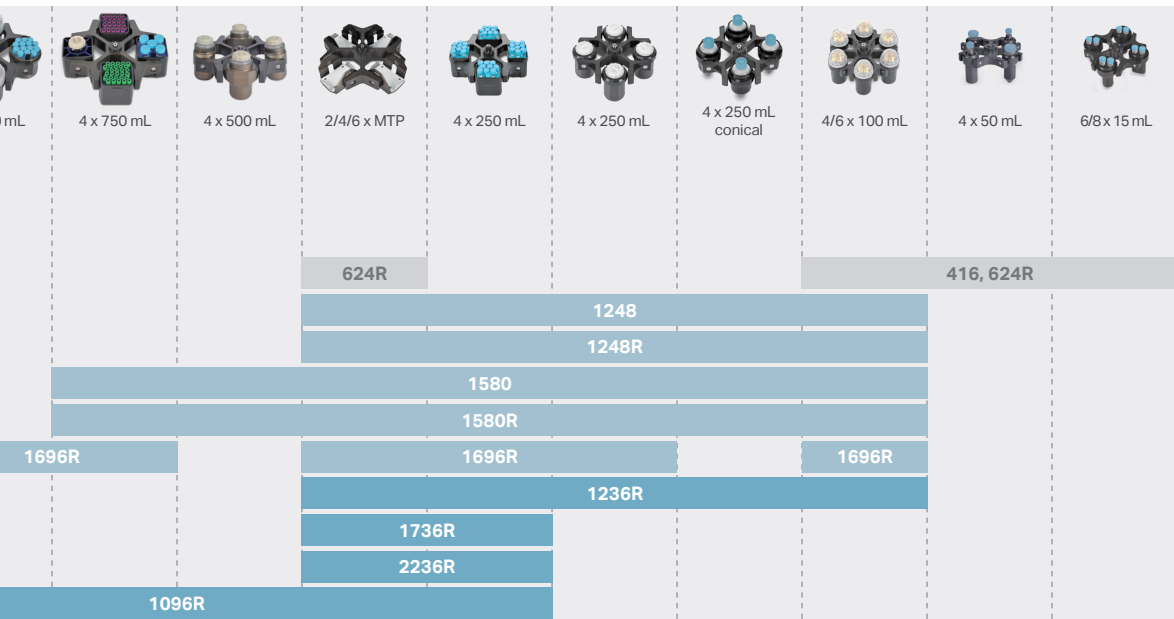 mL
4 x 750 mL
4 x 500 mL
2/4/6 x MTP
4 x 250 mL
4 x 250 mL
4 x 250 mL
conical
4/6 x 100 mL
4 x 50 mL
6/8 x 15 mL
624R
416, 624R
1248
1248R
1580
1580R
1696R
1696R
1696R
1236R
1736R
2236R
1096R